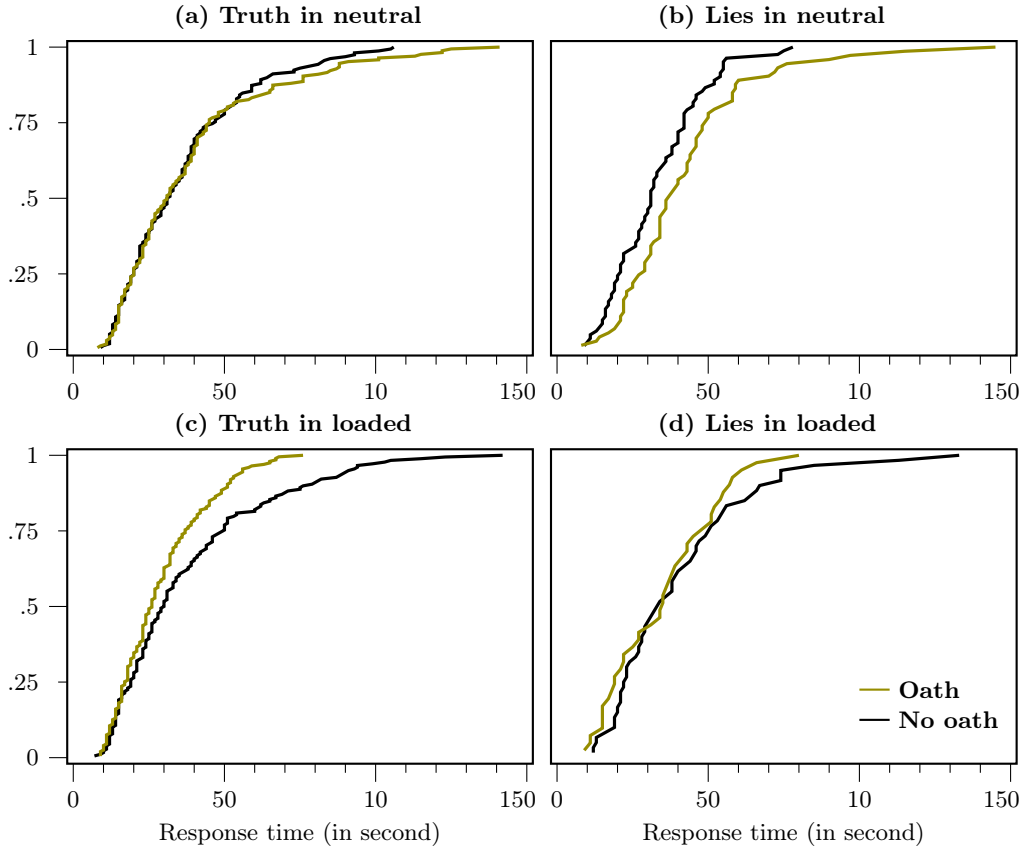 (a) Truth in neutral
(b) Lies in neutral
1
.75
.5
.25
0
0 50 10 150
0 50 10 150
(c) Truth in loaded
(d) Lies in loaded
1
.75
.5
.25
0
Oath
No oath
0 50 10 150
0 50 10 150
Response time (in second)
Response time (in second)